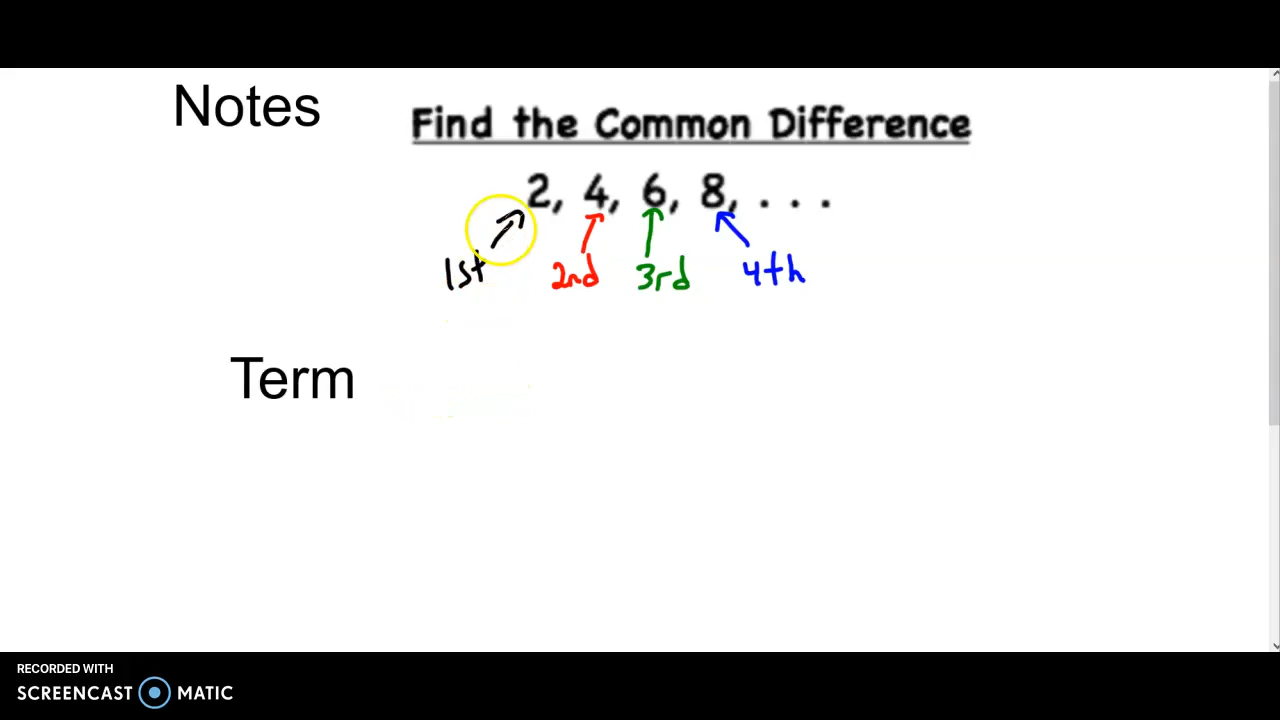 Notes
Find the Common Difference
2, 4, 6, 8, . . .
1st 2nd 3rd 4th
Term
RECORDED WITH
SCREENCAST MATIC